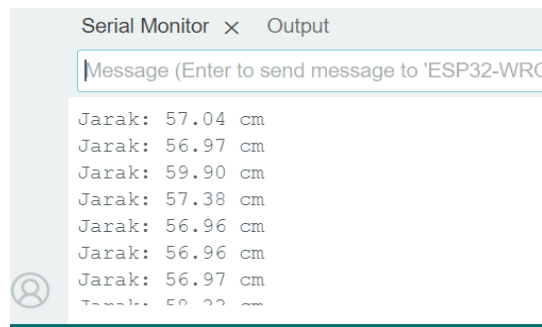 Serial Monitor × Output
Message (Enter to send message to 'ESP32-WRO
Jarak: 57.04 cm
Jarak: 56.97 cm
Jarak: 59.90 cm
Jarak: 57.38 cm
Jarak: 56.96 cm
Jarak: 56.96 cm
Jarak: 56.97 cm
Jarak: